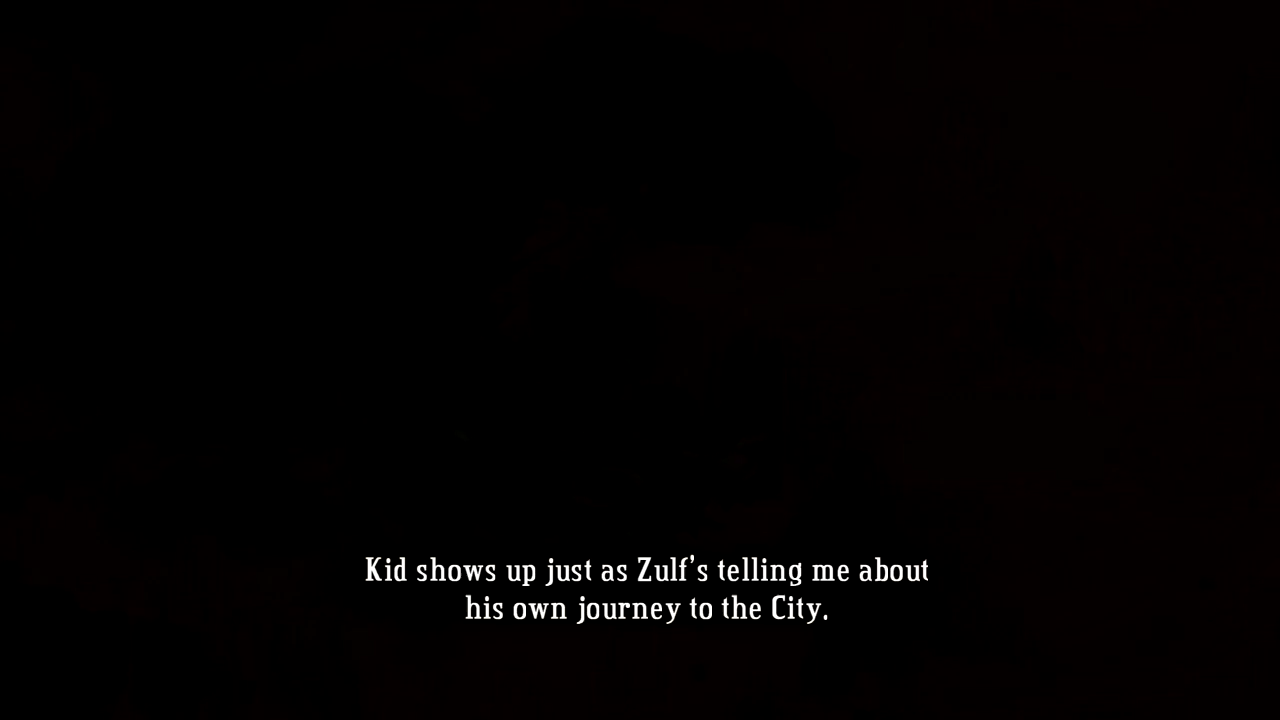 Kid shows up just as Zulf's telling me about
his own journey to the City.